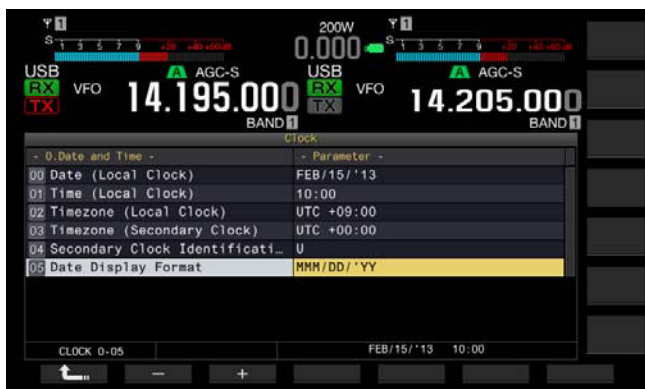 1 200W 1
S 1 3 5 7 9 +20 +40 +60dB 0.000 S 1 3 5 7 9 +20 +40 +60dB
USB A AGC-S USB A AGC-S
RX VFO 14.195.000 RX VFO 14.205.000
TX BAND 1 TX BAND 1
Clock
- 0.Date and Time - - Parameter -
00 Date (Local Clock) FEB/15/'13
01 Time (Local Clock) 10:00
02 Timezone (Local Clock) UTC +09:00
03 Timezone (Secondary Clock) UTC +00:00
04 Secondary Clock Identificati... U
05 Date Display Format MMM/DD/'YY
CLOCK 0-05 FEB/15/'13 10:00
- +